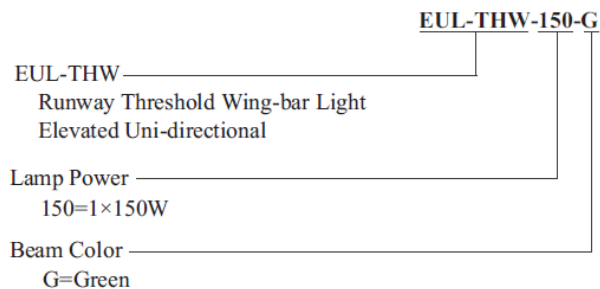 EUL-THW-150-G
EUL-THW
Runway Threshold Wing-bar Light
Elevated Uni-directional
Lamp Power
150=1×150W
Beam Color
G=Green